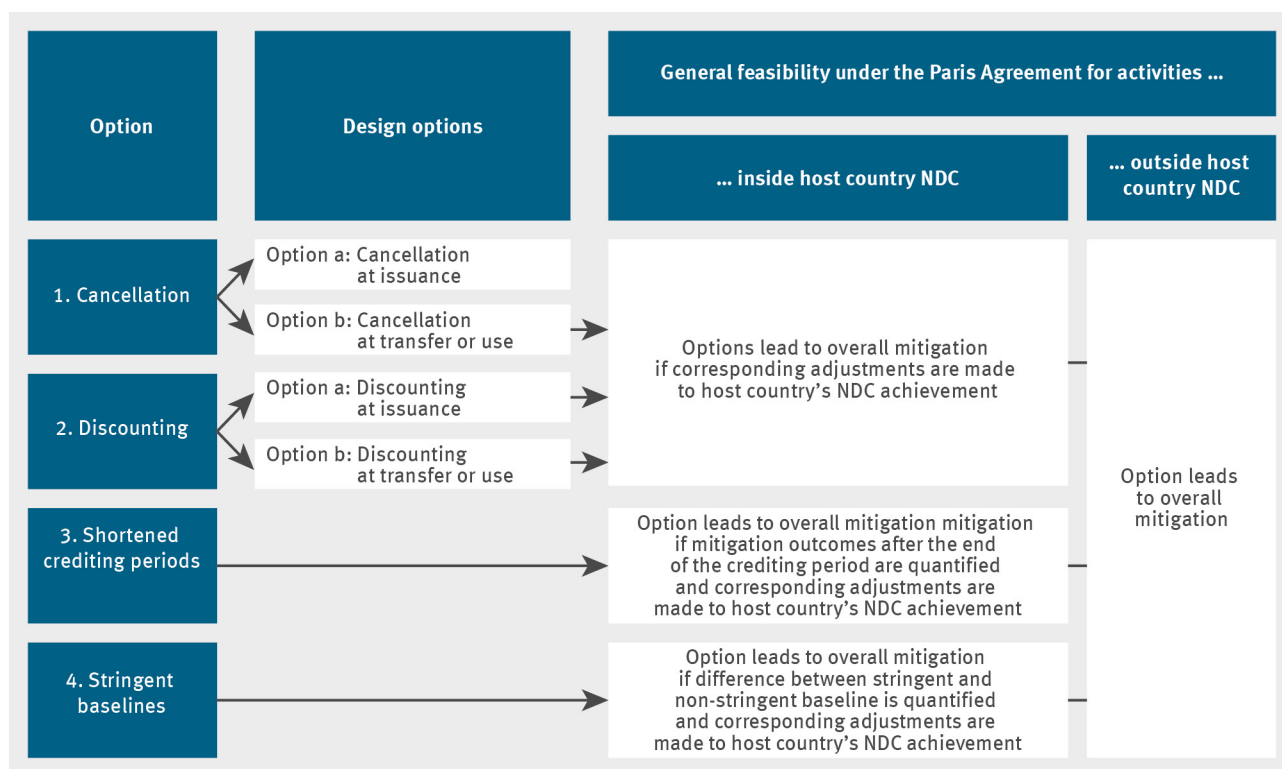 Option
Design options
General feasibility under the Paris Agreement for activities ...
... inside host country NDC
... outside host
country NDC
1. Cancellation
Option a: Cancellation
at issuance
Option b: Cancellation
at transfer or use
2. Discounting
Option a: Discounting
at issuance
Option b: Discounting
at transfer or use
Options lead to overall mitigation
if corresponding adjustments are made
to host country’s NDC achievement
3. Shortened
crediting periods
Option leads to overall mitigation mitigation
if mitigation outcomes after the end
of the crediting period are quantified
and corresponding adjustments are
made to host country’s NDC achievement
4. Stringent
baselines
Option leads to overall mitigation
if difference between stringent and
non-stringent baseline is quantified
and corresponding adjustments are
made to host country’s NDC achievement
Option leads
to overall
mitigation